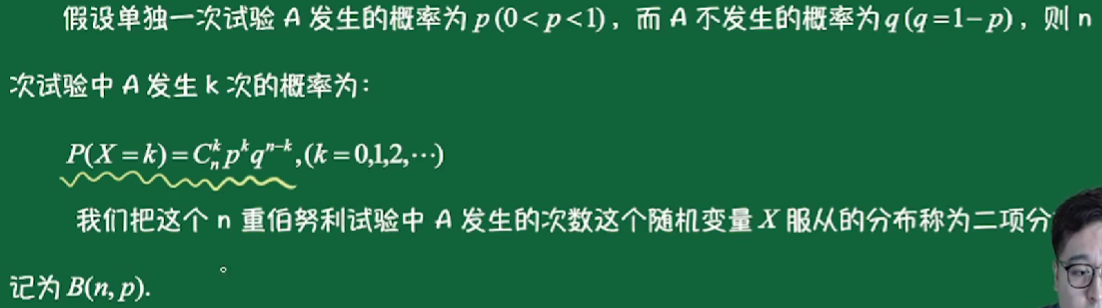 假设单独一次试验 A 发生的概率为 p (0 < p < 1)，而 A 不发生的概率为 q (q = 1 − p)，则 n
次试验中 A 发生 k 次的概率为：
P(X = k) = C_n^k p^k q^{n−k}, (k = 0,1,2,⋯)
我们把这个 n 重伯努利试验中 A 发生的次数这个随机变量 X 服从的分布称为二项分
记为 B(n, p).